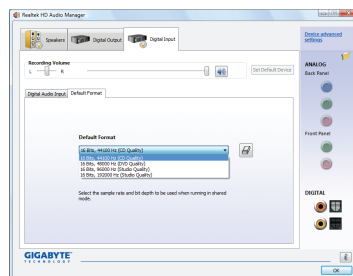 Realtek HD Audio Manager
Speakers
Digital Output
Digital Input
Device advanced
settings
Recording Volume
L
R
Set Default Device
ANALOG
Back Panel
Digital Audio Input
Default Format
Default Format
16 Bits, 44100 Hz (CD Quality)
16 Bits, 44100 Hz (CD Quality)
16 Bits, 48000 Hz (DVD Quality)
16 Bits, 96000 Hz (Studio Quality)
16 Bits, 192000 Hz (Studio Quality)
Select the sample rate and bit depth to be used when running in shared
mode.
Front Panel
DIGITAL
GIGABYTE
TECHNOLOGY
i
OK